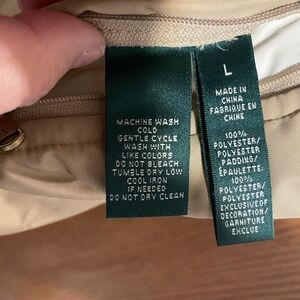 MACHINE WASH
COLD
GENTLE CYCLE
WASH WITH
LIKE COLORS
DO NOT BLEACH
TUMBLE DRY LOW
COOL IRON
IF NEEDED
DO NOT DRY CLEAN
L
MADE IN
CHINA
FABRIQUE EN
CHINE
100%
POLYESTER/
POLYESTER
PADDING/
ÉPAULETTE:
100%
POLYESTER/
POLYESTER
EXCLUSIVE OF
DECORATION/
GARNITURE
EXCLUE